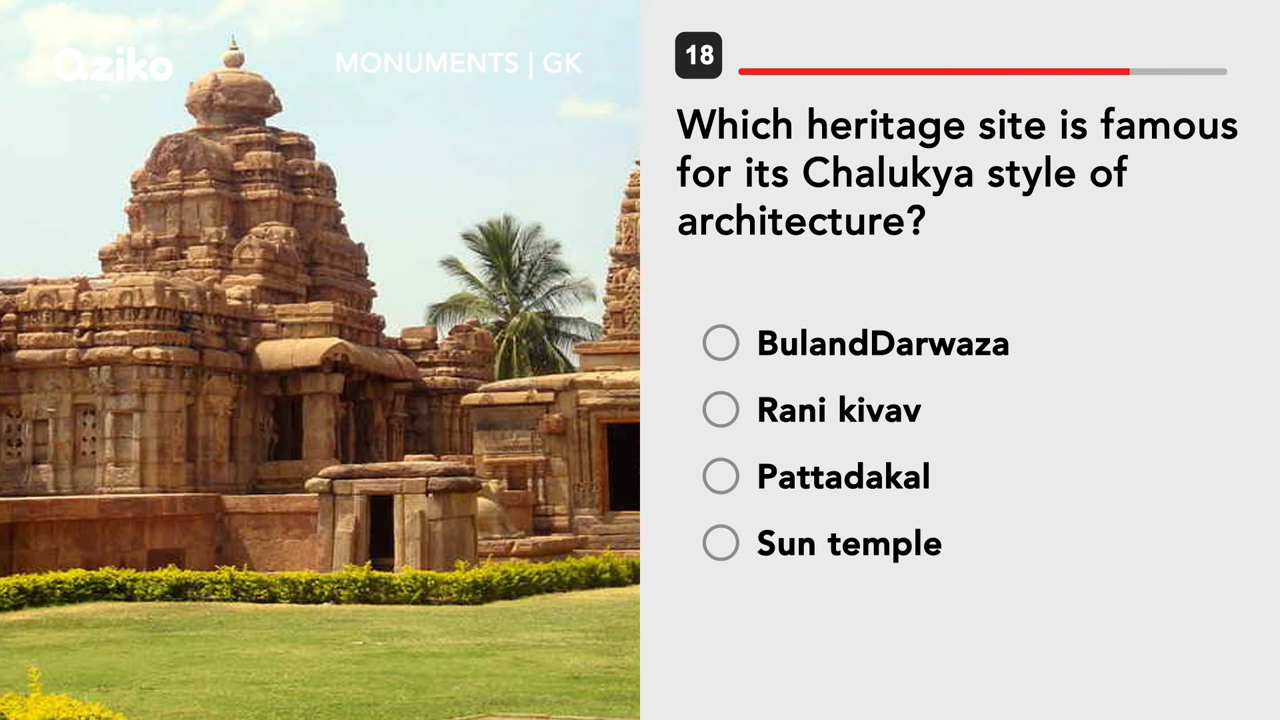 Qziko
MONUMENTS | GK
18
Which heritage site is famous
for its Chalukya style of
architecture?
BulandDarwaza
Rani kivav
Pattadakal
Sun temple